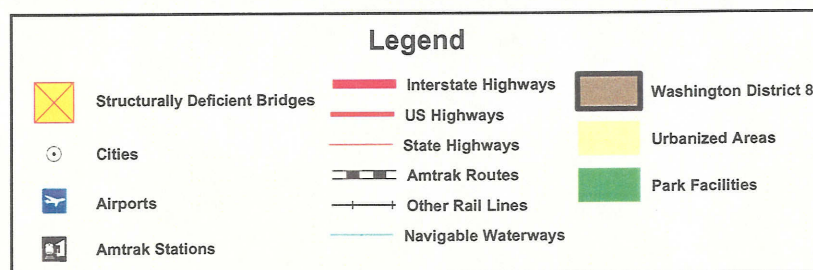 Legend
Structurally Deficient Bridges
Cities
Airports
Amtrak Stations
Interstate Highways
US Highways
State Highways
Amtrak Routes
Other Rail Lines
Navigable Waterways
Washington District 8
Urbanized Areas
Park Facilities